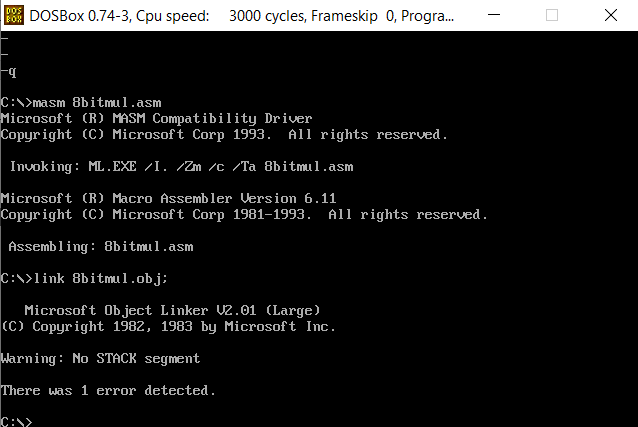 DOS
BOX
DOSBox 0.74-3, Cpu speed: 3000 cycles, Frameskip 0, Progra...
-
-
-q
C:\>masm 8bitmul.asm
Microsoft (R) MASM Compatibility Driver
Copyright (C) Microsoft Corp 1993. All rights reserved.
Invoking: ML.EXE /I. /Zm /c /Ta 8bitmul.asm
Microsoft (R) Macro Assembler Version 6.11
Copyright (C) Microsoft Corp 1981-1993. All rights reserved.
Assembling: 8bitmul.asm
C:\>link 8bitmul.obj;
Microsoft Object Linker V2.01 (Large)
(C) Copyright 1982, 1983 by Microsoft Inc.
Warning: No STACK segment
There was 1 error detected.
C:\>